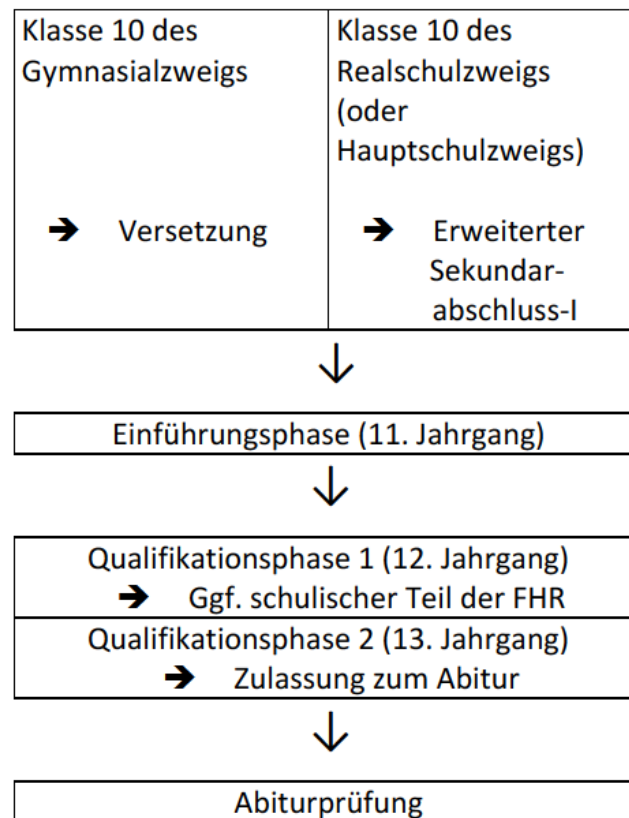 Klasse 10 des
Gymnasialzweigs
➔ Versetzung
Klasse 10 des
Realschulzweigs
(oder
Hauptschulzweigs)
➔ Erweiterter
Sekundar-
abschluss-I
Einführungsphase (11. Jahrgang)
Qualifikationsphase 1 (12. Jahrgang)
➔ Ggf. schulischer Teil der FHR
Qualifikationsphase 2 (13. Jahrgang)
➔ Zulassung zum Abitur
Abiturprüfung